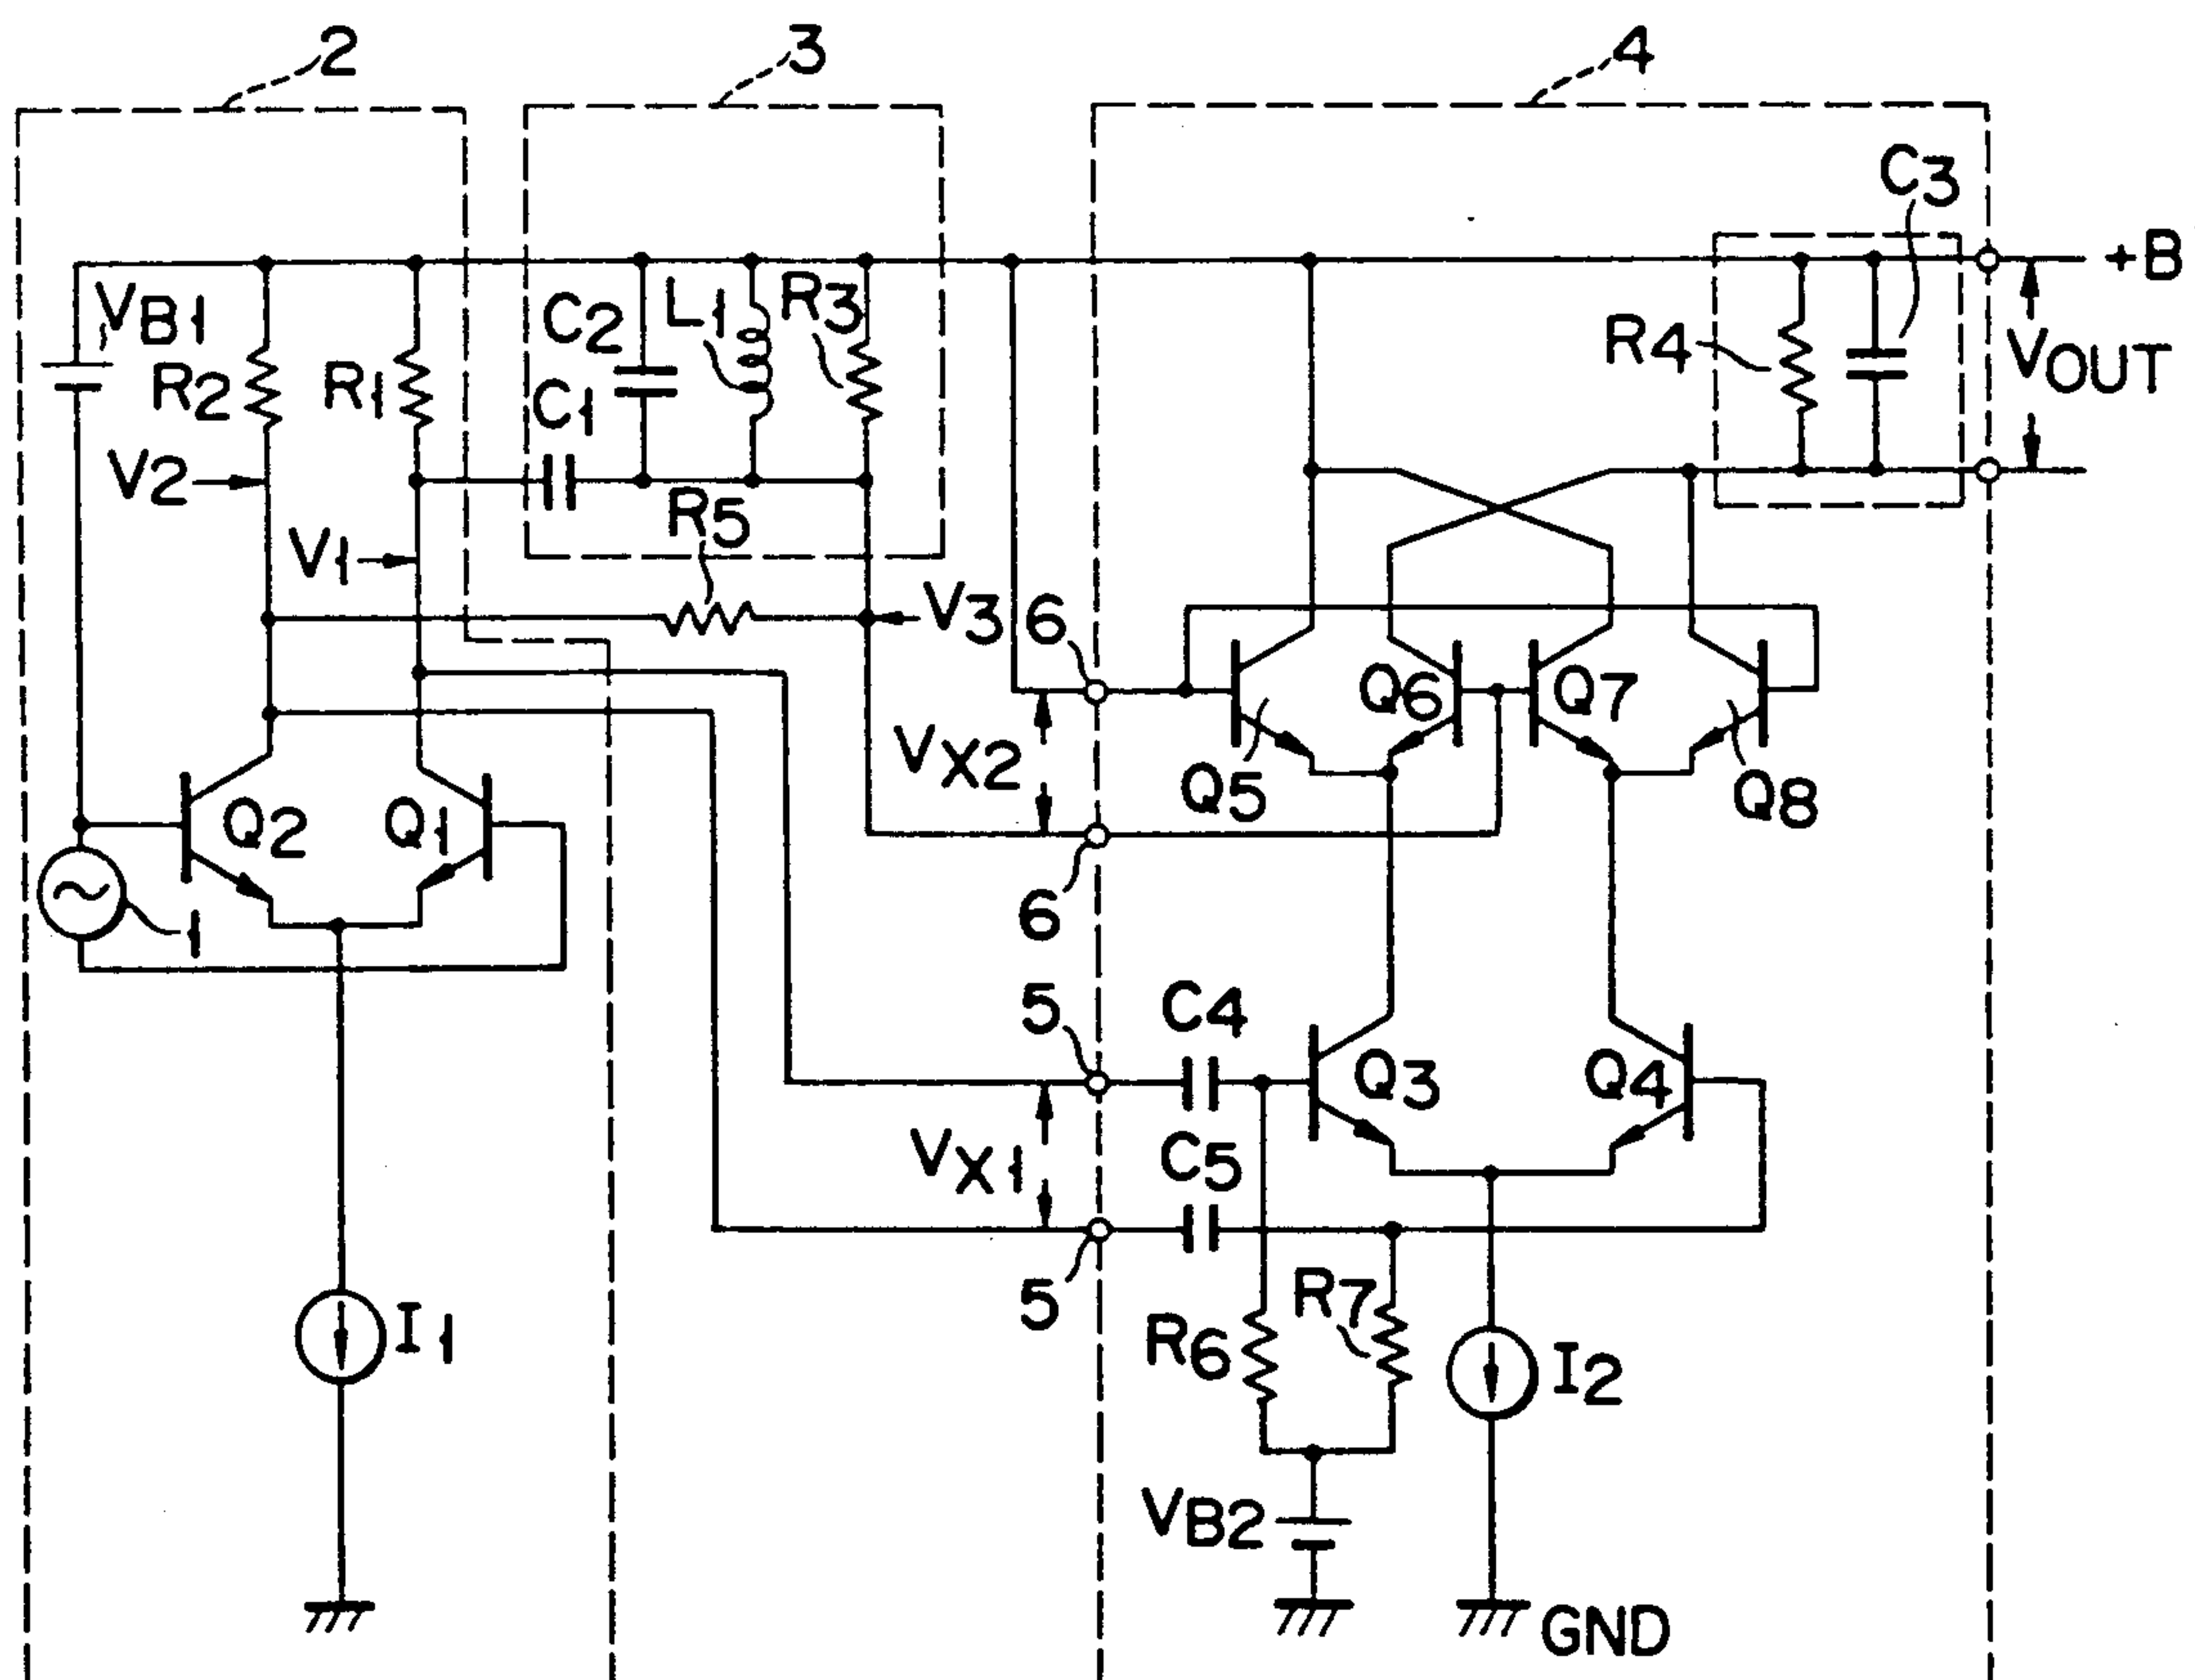 2
3
4
C3
+B
VB1
C2
L1
R3
R2
R1
C1
R4
VOUT
V2
R5
V1
V3
6
Q6
Q7
VX2
Q5
Q8
Q2
Q1
6
1
5
C4
Q3
Q4
VX1
C5
5
R7
I1
R6
I2
VB2
GND